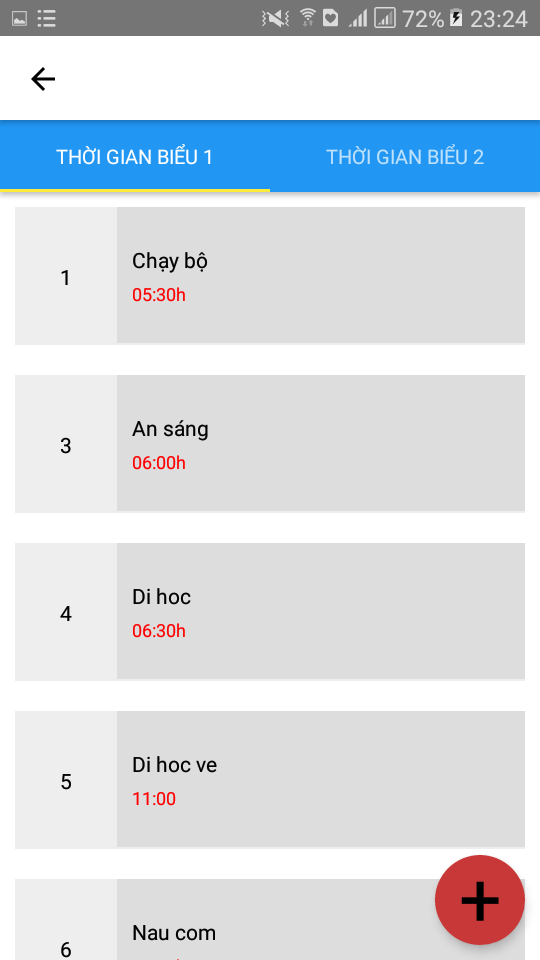 72% 23:24
THỜI GIAN BIỂU 1
THỜI GIAN BIỂU 2
1
Chạy bộ
05:30h
3
An sáng
06:00h
4
Di hoc
06:30h
5
Di hoc ve
11:00
6
Nau com